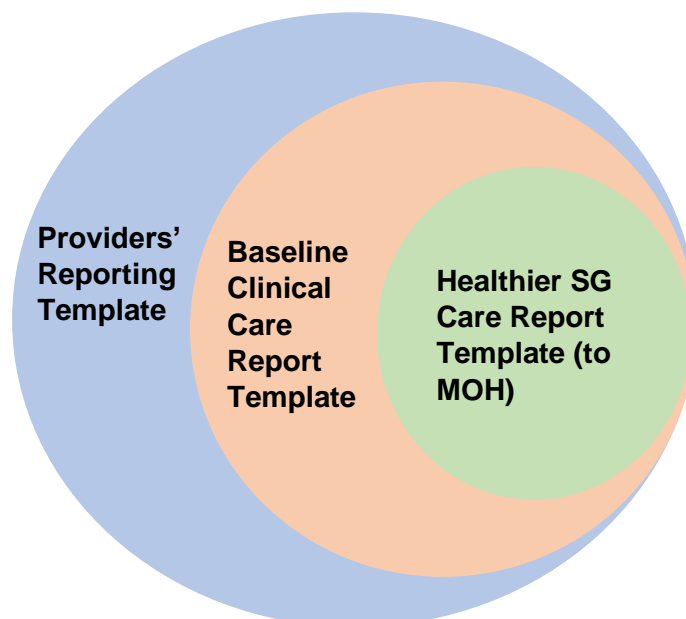 Providers'
Reporting
Template
Baseline
Clinical
Care
Report
Template
Healthier SG
Care Report
Template (to
MOH)